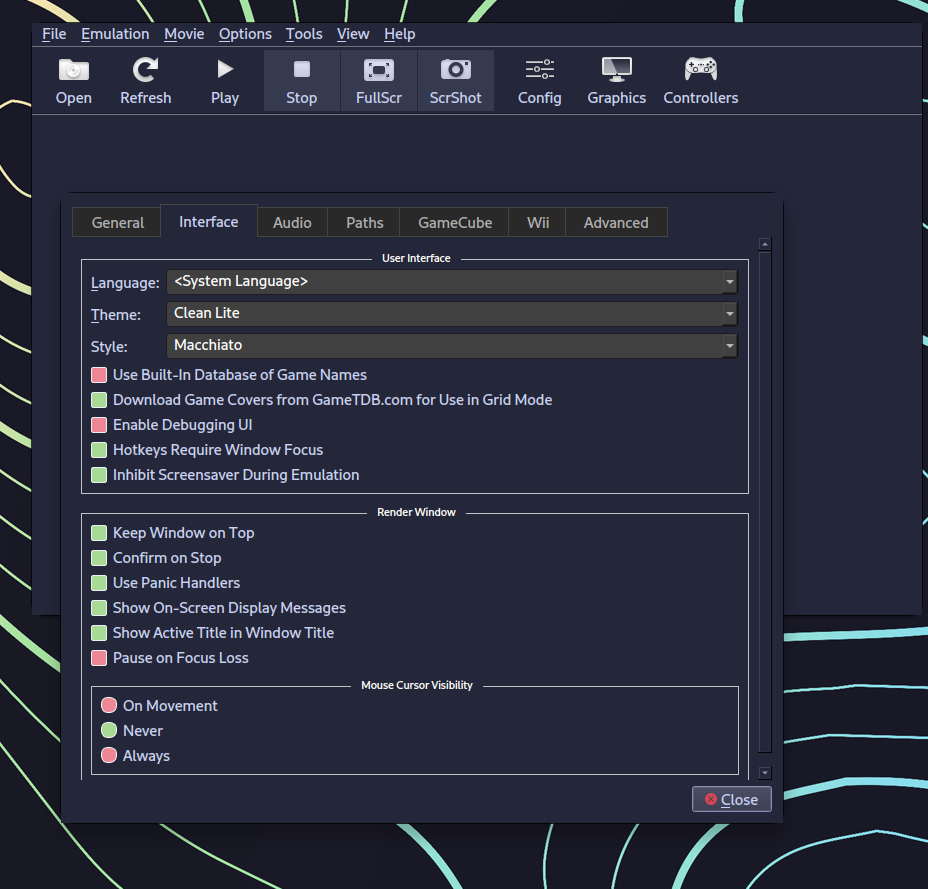 File Emulation Movie Options Tools View Help
Open Refresh Play Stop FullScr ScrShot Config Graphics Controllers
General Interface Audio Paths GameCube Wii Advanced
User Interface
Language: <System Language>
Theme: Clean Lite
Style: Macchiato
Use Built-In Database of Game Names
Download Game Covers from GameTDB.com for Use in Grid Mode
Enable Debugging UI
Hotkeys Require Window Focus
Inhibit Screensaver During Emulation
Render Window
Keep Window on Top
Confirm on Stop
Use Panic Handlers
Show On-Screen Display Messages
Show Active Title in Window Title
Pause on Focus Loss
Mouse Cursor Visibility
On Movement
Never
Always
Close